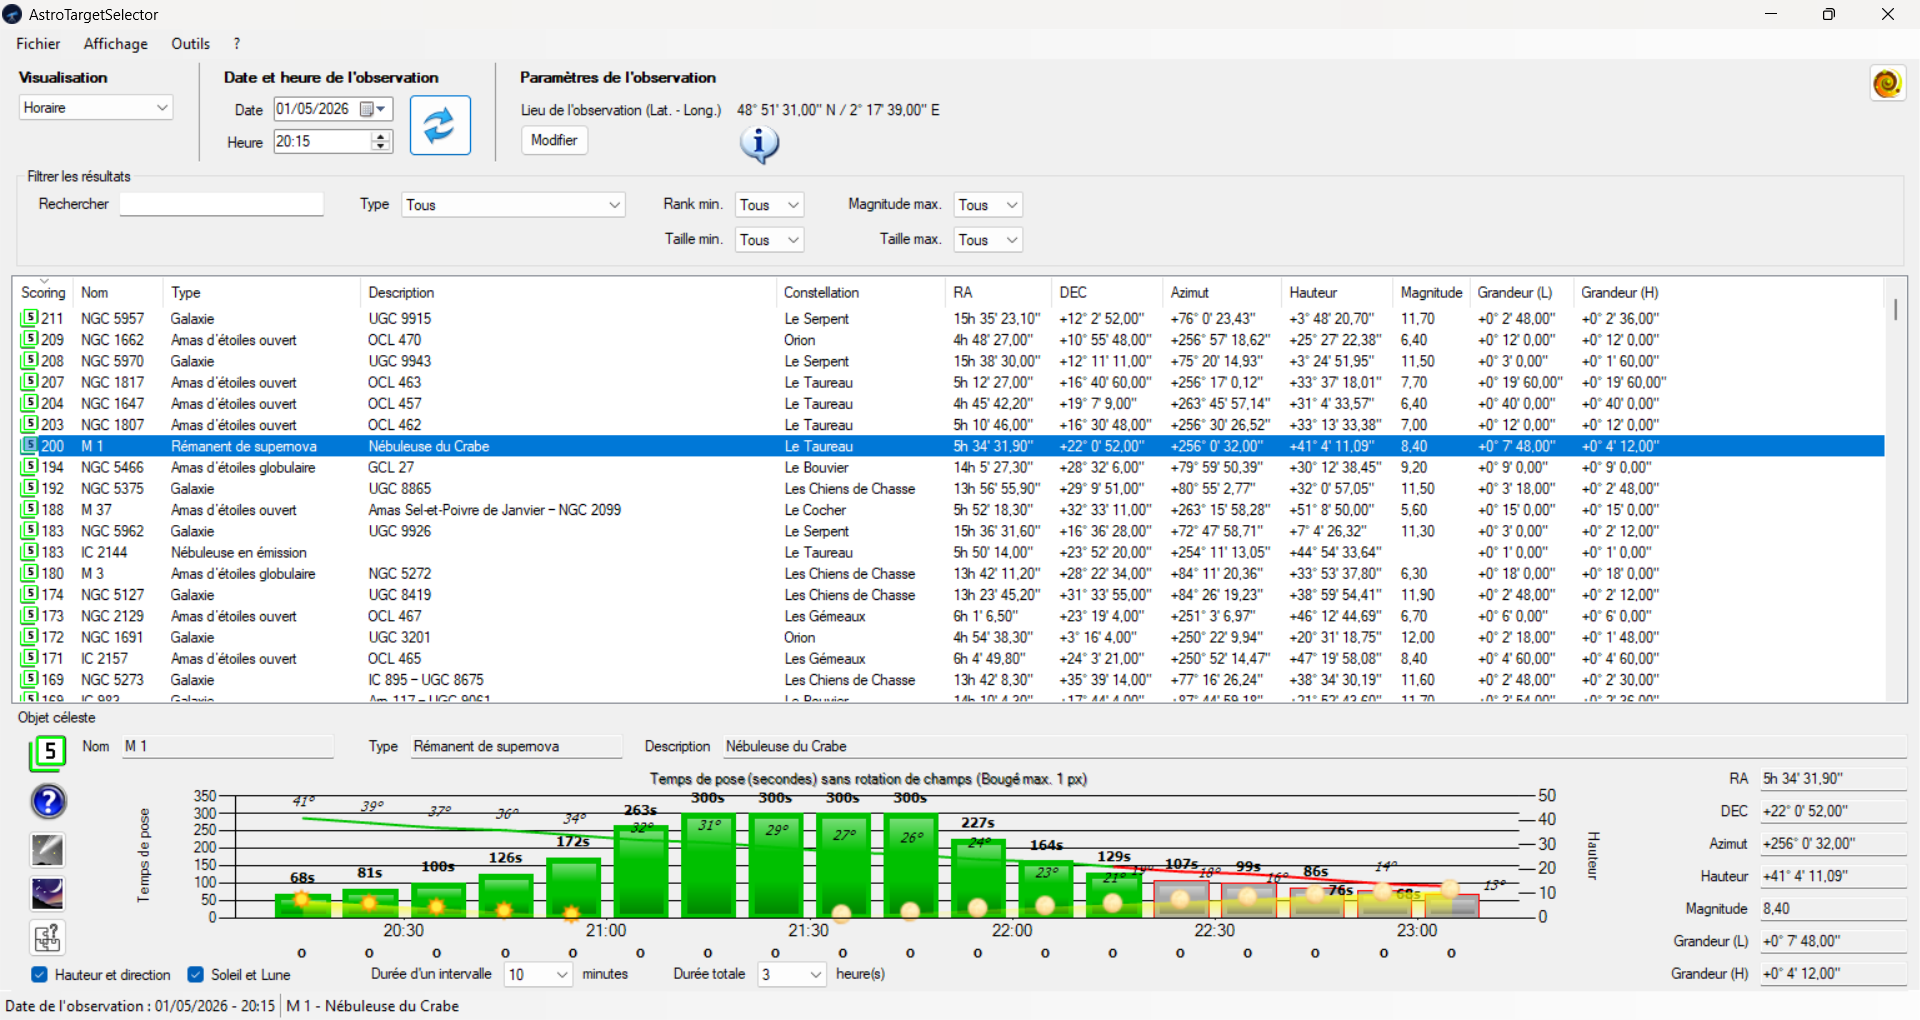 AstroTargetSelector
Fichier Affichage Outils ?
Visualisation
Horaire
Date et heure de l'observation
Date 01/05/2026
Heure 20:15
Paramètres de l'observation
Lieu de l'observation (Lat. - Long.) 48° 51' 31,00" N / 2° 17' 39,00" E
Modifier
Filtrer les résultats
Rechercher Type Tous Rank min. Tous Magnitude max. Tous
Taille min. Tous Taille max. Tous
Scoring Nom Type Description Constellation RA DEC Azimut Hauteur Magnitude Grandeur (L) Grandeur (H)
5 211 NGC 5957 Galaxie UGC 9915 Le Serpent 15h 35' 23,10" +12° 2' 52,00" +76° 0' 23,43" +3° 48' 20,70" 11,70 +0° 2' 48,00" +0° 2' 36,00"
5 209 NGC 1662 Amas d'étoiles ouvert OCL 470 Orion 4h 48' 27,00" +10° 55' 48,00" +256° 57' 18,62" +25° 27' 22,38" 6,40 +0° 12' 0,00" +0° 12' 0,00"
5 208 NGC 5970 Galaxie UGC 9943 Le Serpent 15h 38' 30,00" +12° 11' 11,00" +75° 20' 14,93" +3° 24' 51,95" 11,50 +0° 3' 0,00" +0° 1' 60,00"
5 207 NGC 1817 Amas d'étoiles ouvert OCL 463 Le Taureau 5h 12' 27,00" +16° 40' 60,00" +256° 17' 0,12" +33° 37' 18,01" 7,70 +0° 19' 60,00" +0° 19' 60,00"
5 204 NGC 1647 Amas d'étoiles ouvert OCL 457 Le Taureau 4h 45' 42,20" +19° 7' 9,00" +263° 45' 57,14" +31° 4' 33,57" 6,40 +0° 40' 0,00" +0° 40' 0,00"
5 203 NGC 1807 Amas d'étoiles ouvert OCL 462 Le Taureau 5h 10' 46,00" +16° 30' 48,00" +256° 30' 26,52" +33° 13' 33,38" 7,00 +0° 12' 0,00" +0° 12' 0,00"
5 200 M 1 Rémanent de supernova Nébuleuse du Crabe Le Taureau 5h 34' 31,90" +22° 0' 52,00" +256° 0' 32,00" +41° 4' 11,09" 8,40 +0° 7' 48,00" +0° 4' 12,00"
5 194 NGC 5466 Amas d'étoiles globulaire GCL 27 Le Bouvier 14h 5' 27,30" +28° 32' 6,00" +79° 59' 50,39" +30° 12' 38,45" 9,20 +0° 9' 0,00" +0° 9' 0,00"
5 192 NGC 5375 Galaxie UGC 8865 Les Chiens de Chasse 13h 56' 55,90" +29° 9' 51,00" +80° 55' 2,77" +32° 0' 57,05" 11,50 +0° 3' 18,00" +0° 2' 48,00"
5 188 M 37 Amas d'étoiles ouvert Amas Sel-et-Poivre de Janvier – NGC 2099 Le Cocher 5h 52' 18,30" +32° 33' 11,00" +263° 15' 58,28" +51° 8' 50,00" 5,60 +0° 15' 0,00" +0° 15' 0,00"
5 183 NGC 5962 Galaxie UGC 9926 Le Serpent 15h 36' 31,60" +16° 36' 28,00" +72° 47' 58,71" +7° 4' 26,32" 11,30 +0° 3' 0,00" +0° 2' 12,00"
5 183 IC 2144 Nébuleuse en émission Le Taureau 5h 50' 14,00" +23° 52' 20,00" +254° 11' 13,05" +44° 54' 33,64" +0° 1' 0,00" +0° 1' 0,00"
5 180 M 3 Amas d'étoiles globulaire NGC 5272 Les Chiens de Chasse 13h 42' 11,20" +28° 22' 34,00" +84° 11' 20,36" +33° 53' 37,80" 6,30 +0° 18' 0,00" +0° 18' 0,00"
5 174 NGC 5127 Galaxie UGC 8419 Les Chiens de Chasse 13h 23' 45,20" +31° 33' 55,00" +84° 26' 19,23" +38° 59' 54,41" 11,90 +0° 2' 48,00" +0° 2' 12,00"
5 173 NGC 2129 Amas d'étoiles ouvert OCL 467 Les Gémeaux 6h 1' 6,50" +23° 19' 4,00" +251° 3' 6,97" +46° 12' 44,69" 6,70 +0° 6' 0,00" +0° 6' 0,00"
5 172 NGC 1691 Galaxie UGC 3201 Orion 4h 54' 38,30" +3° 16' 4,00" +250° 22' 9,94" +20° 31' 18,75" 12,00 +0° 2' 18,00" +0° 1' 48,00"
5 171 IC 2157 Amas d'étoiles ouvert OCL 465 Les Gémeaux 6h 4' 49,80" +24° 3' 21,00" +250° 52' 14,47" +47° 19' 58,08" 8,40 +0° 4' 60,00" +0° 4' 60,00"
5 169 NGC 5273 Galaxie IC 895 – UGC 8675 Les Chiens de Chasse 13h 42' 8,30" +35° 39' 14,00" +77° 16' 26,24" +38° 34' 30,19" 11,60 +0° 2' 48,00" +0° 2' 30,00"
5 169 IC 983 Galaxie Arp 117 – UGC 9061 Le Bouvier
Objet céleste
5 Nom M 1 Type Rémanent de supernova Description Nébuleuse du Crabe
Temps de pose (secondes) sans rotation de champs (Bougé max. 1 px)
Temps de pose
350
300
250
200
150
100
50
0
41° 39° 37° 36° 34° 32° 31° 29° 27° 26° 24° 23° 21° 19° 18° 16° 14° 13°
68s 81s 100s 126s 172s 263s 300s 300s 300s 300s 227s 164s 129s 107s 99s 86s 76s 68s
50
40
30
20
10
0
Hauteur
20:30 21:00 21:30 22:00 22:30 23:00
O O O O O O O O O O O O O O O O O O
Hauteur et direction Soleil et Lune Durée d'un intervalle 10 minutes Durée totale 3 heure(s)
RA 5h 34' 31,90"
DEC +22° 0' 52,00"
Azimut +256° 0' 32,00"
Hauteur +41° 4' 11,09"
Magnitude 8,40
Grandeur (L) +0° 7' 48,00"
Grandeur (H) +0° 4' 12,00"
Date de l'observation : 01/05/2026 - 20:15 M 1 - Nébuleuse du Crabe